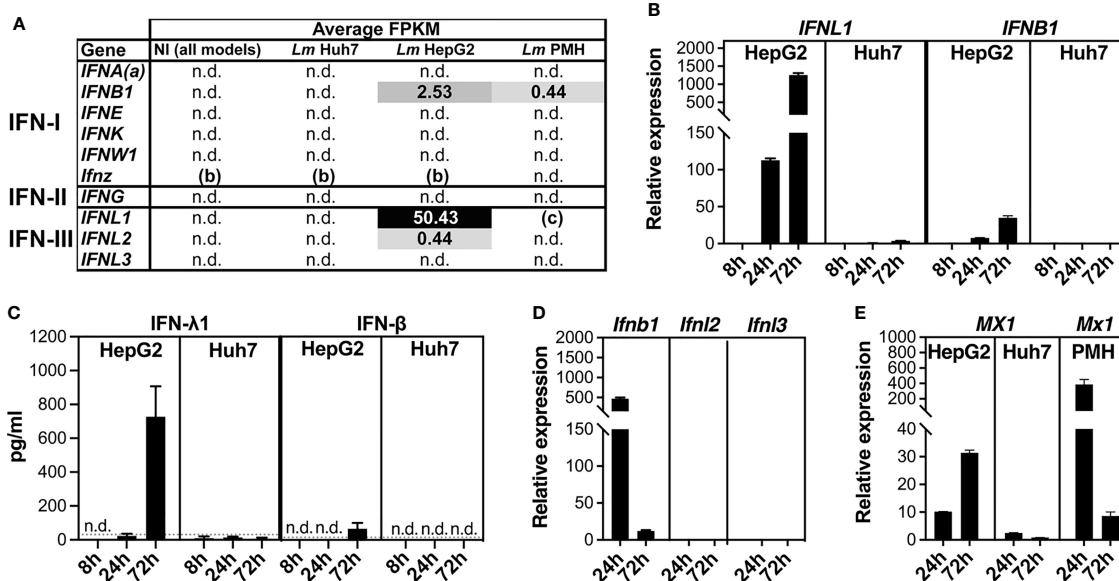 A
Average FPKM
Gene NI (all models) Lm Huh7 Lm HepG2 Lm PMH
IFN-I
IFNA(a) n.d. n.d. n.d. n.d.
IFNB1 n.d. n.d. 2.53 0.44
IFNE n.d. n.d. n.d. n.d.
IFNK n.d. n.d. n.d. n.d.
IFNW1 n.d. n.d. n.d. n.d.
Ifnz (b) (b) (b) n.d.
IFN-II
IFNG n.d. n.d. n.d. n.d.
IFN-III
IFNL1 n.d. n.d. 50.43 (c)
IFNL2 n.d. n.d. 0.44 n.d.
IFNL3 n.d. n.d. n.d. n.d.
B
IFNL1 IFNB1
HepG2 Huh7 HepG2 Huh7
Relative expression
2000
1500
1000
500
150
100
50
0
8h 24h 72h 8h 24h 72h 8h 24h 72h 8h 24h 72h
C
IFN-λ1 IFN-β
HepG2 Huh7 HepG2 Huh7
pg/ml
1200
1000
800
600
400
200
0
n.d. n.d. n.d. n.d. n.d. n.d.
8h 24h 72h 8h 24h 72h 8h 24h 72h 8h 24h 72h
D
Ifnb1 Ifnl2 Ifnl3
Relative expression
2000
1500
1000
500
150
100
50
0
24h 72h 24h 72h 24h 72h
E
MX1 Mx1
HepG2 Huh7 PMH
Relative expression
1000
800
600
400
200
40
30
20
10
0
24h 72h 24h 72h 24h 72h